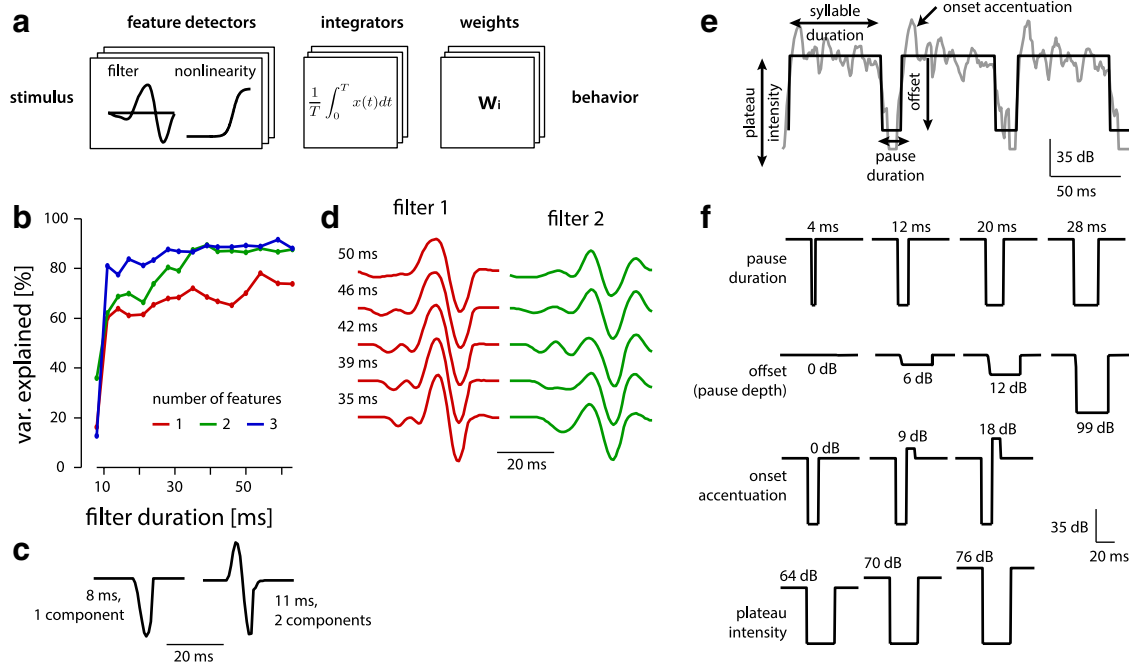 a
feature detectors
integrators
weights
stimulus
filter
nonlinearity
1/T ∫₀ᵀ x(t)dt
Wi
behavior
b
var. explained [%]
100
80
60
40
20
0
number of features
1
2
3
10
30
50
filter duration [ms]
c
8 ms,
1 component
11 ms,
2 components
20 ms
d
filter 1
filter 2
50 ms
46 ms
42 ms
39 ms
35 ms
20 ms
e
syllable
duration
onset
accentuation
plateau
intensity
offset
pause
duration
35 dB
50 ms
f
4 ms
12 ms
20 ms
28 ms
pause
duration
offset
(pause depth)
0 dB
6 dB
12 dB
99 dB
onset
accentuation
0 dB
9 dB
18 dB
35 dB
20 ms
64 dB
70 dB
76 dB
plateau
intensity